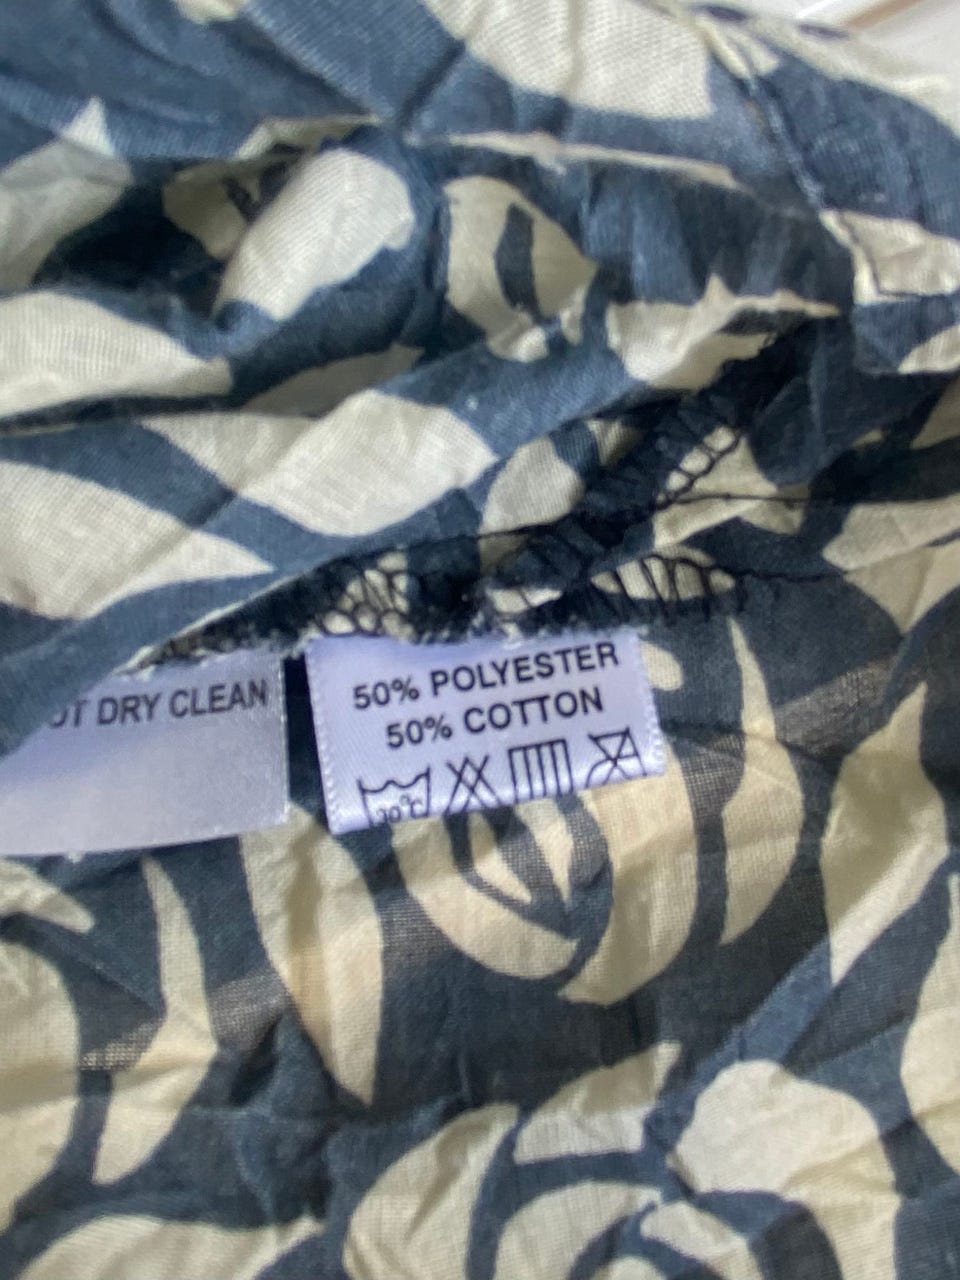 DRY CLEAN
50% POLYESTER
50% COTTON
30°C